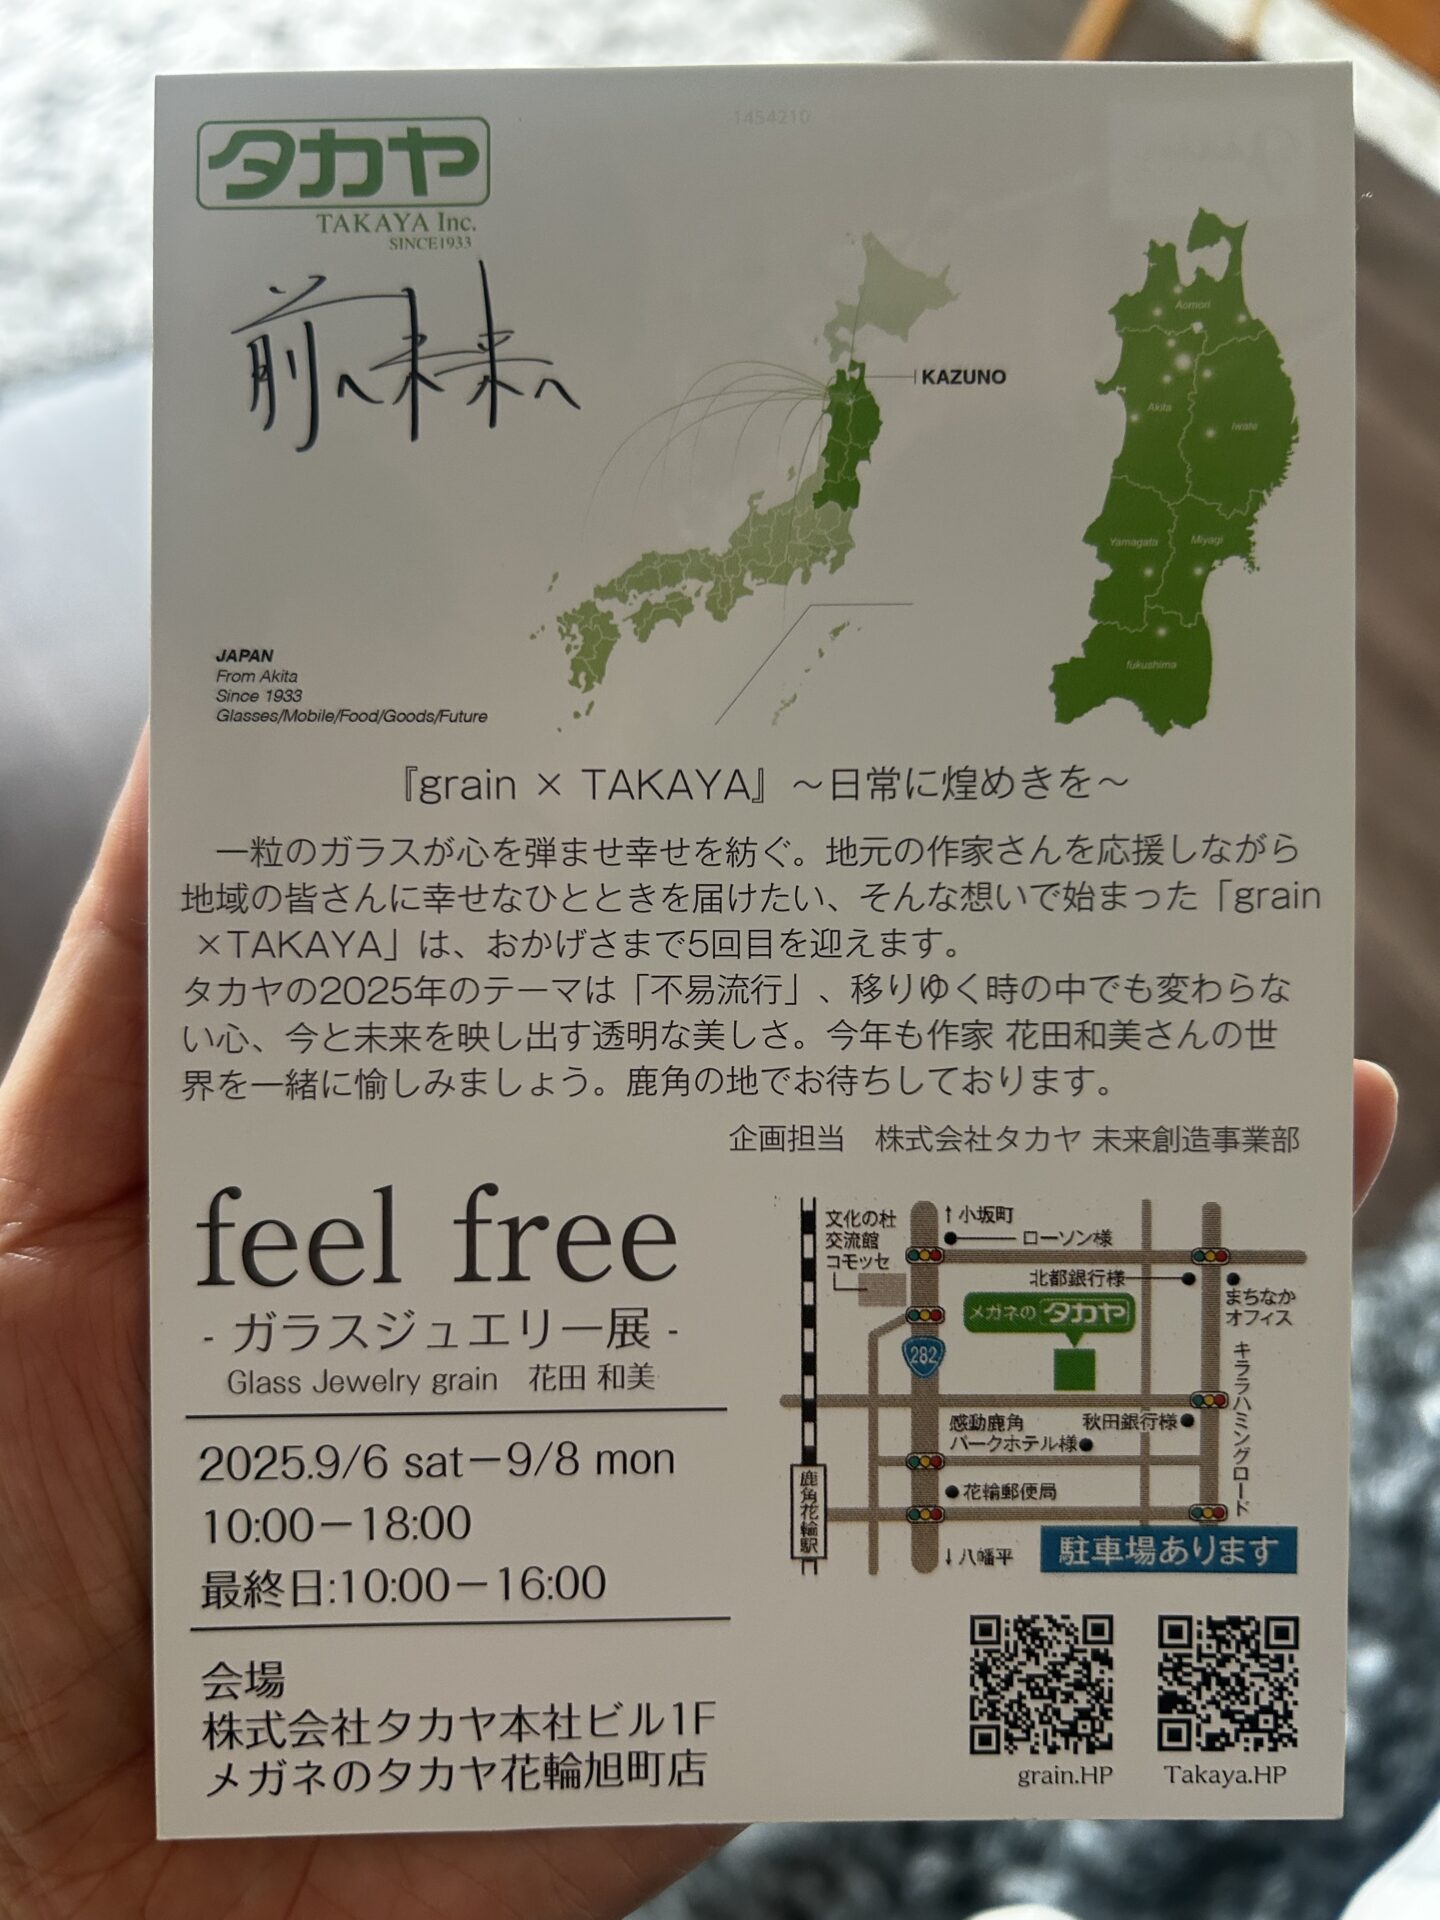 1454210
タカヤ
TAKAYA Inc.
SINCE1933
前へ未来へ
KAZUNO
Aomori
Akita
Iwate
Yamagata
Miyagi
fukushima
JAPAN
From Akita
Since 1933
Glasses/Mobile/Food/Goods/Future
『grain × TAKAYA』～日常に煌めきを～
一粒のガラスが心を弾ませ幸せを紡ぐ。地元の作家さんを応援しながら
地域の皆さんに幸せなひとときを届けたい、そんな想いで始まった「grain
×TAKAYA」は、おかげさまで5回目を迎えます。
タカヤの2025年のテーマは「不易流行」、移りゆく時の中でも変わらな
い心、今と未来を映し出す透明な美しさ。今年も作家 花田和美さんの世
界を一緒に愉しみましょう。鹿角の地でお待ちしております。
企画担当　株式会社タカヤ 未来創造事業部
feel free
- ガラスジュエリー展 -
Glass Jewelry grain　花田 和美
2025.9/6 sat－9/8 mon
10:00－18:00
最終日:10:00－16:00
会場
株式会社タカヤ本社ビル1F
メガネのタカヤ花輪旭町店
文化の杜
交流館
コモッセ
↑小坂町
ローソン様
北都銀行様
まちなか
オフィス
メガネの タカヤ
282
キララハミングロード
感動鹿角
パークホテル様
秋田銀行様
花輪郵便局
鹿角花輪駅
↓八幡平
駐車場あります
grain.HP
Takaya.HP